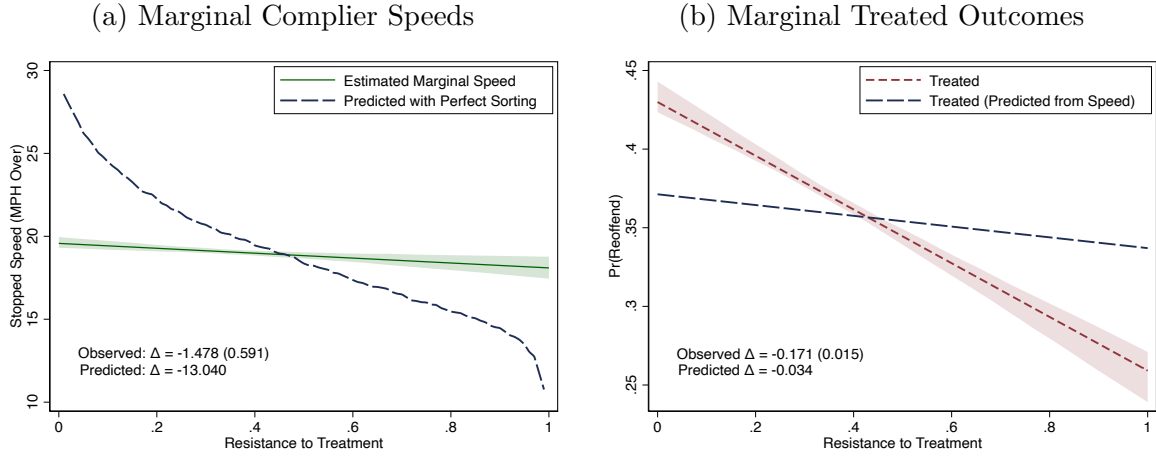 (a) Marginal Complier Speeds
Estimated Marginal Speed
Predicted with Perfect Sorting
Stopped Speed (MPH Over)
30
25
20
15
10
Observed: Δ = -1.478 (0.591)
Predicted: Δ = -13.040
0 .2 .4 .6 .8 1
Resistance to Treatment
(b) Marginal Treated Outcomes
Treated
Treated (Predicted from Speed)
Pr(Reoffend)
.45
.4
.35
.3
.25
Observed Δ = -0.171 (0.015)
Predicted Δ = -0.034
0 .2 .4 .6 .8 1
Resistance to Treatment